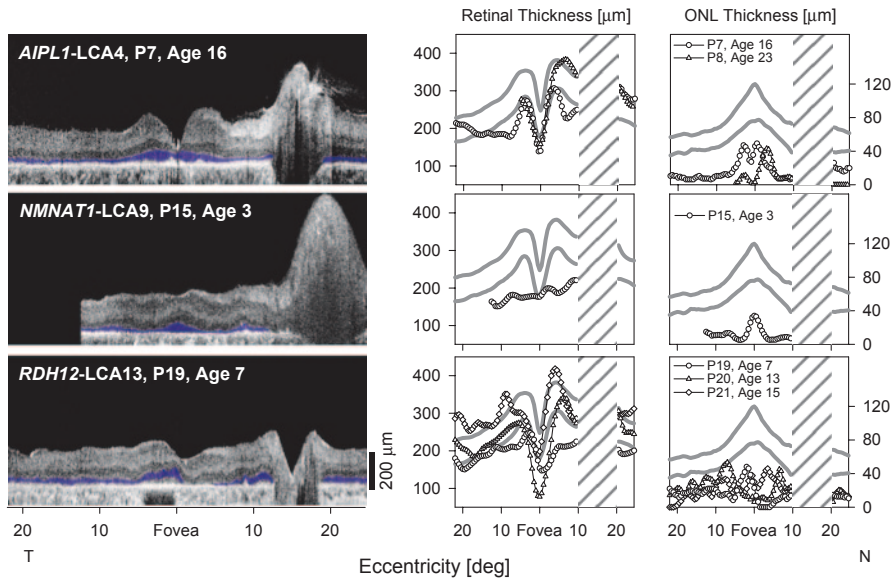 Retinal Thickness [μm]
ONL Thickness [μm]
AIPL1-LCA4, P7, Age 16
400
300
200
100
P7, Age 16
P8, Age 23
120
80
40
0
NMNAT1-LCA9, P15, Age 3
400
300
200
100
P15, Age 3
120
80
40
0
RDH12-LCA13, P19, Age 7
200 μm
400
300
200
100
P19, Age 7
P20, Age 13
P21, Age 15
120
80
40
0
20 10 Fovea 10 20
20 10 Fovea 10 20
20 10 Fovea 10 20
T
N
Eccentricity [deg]